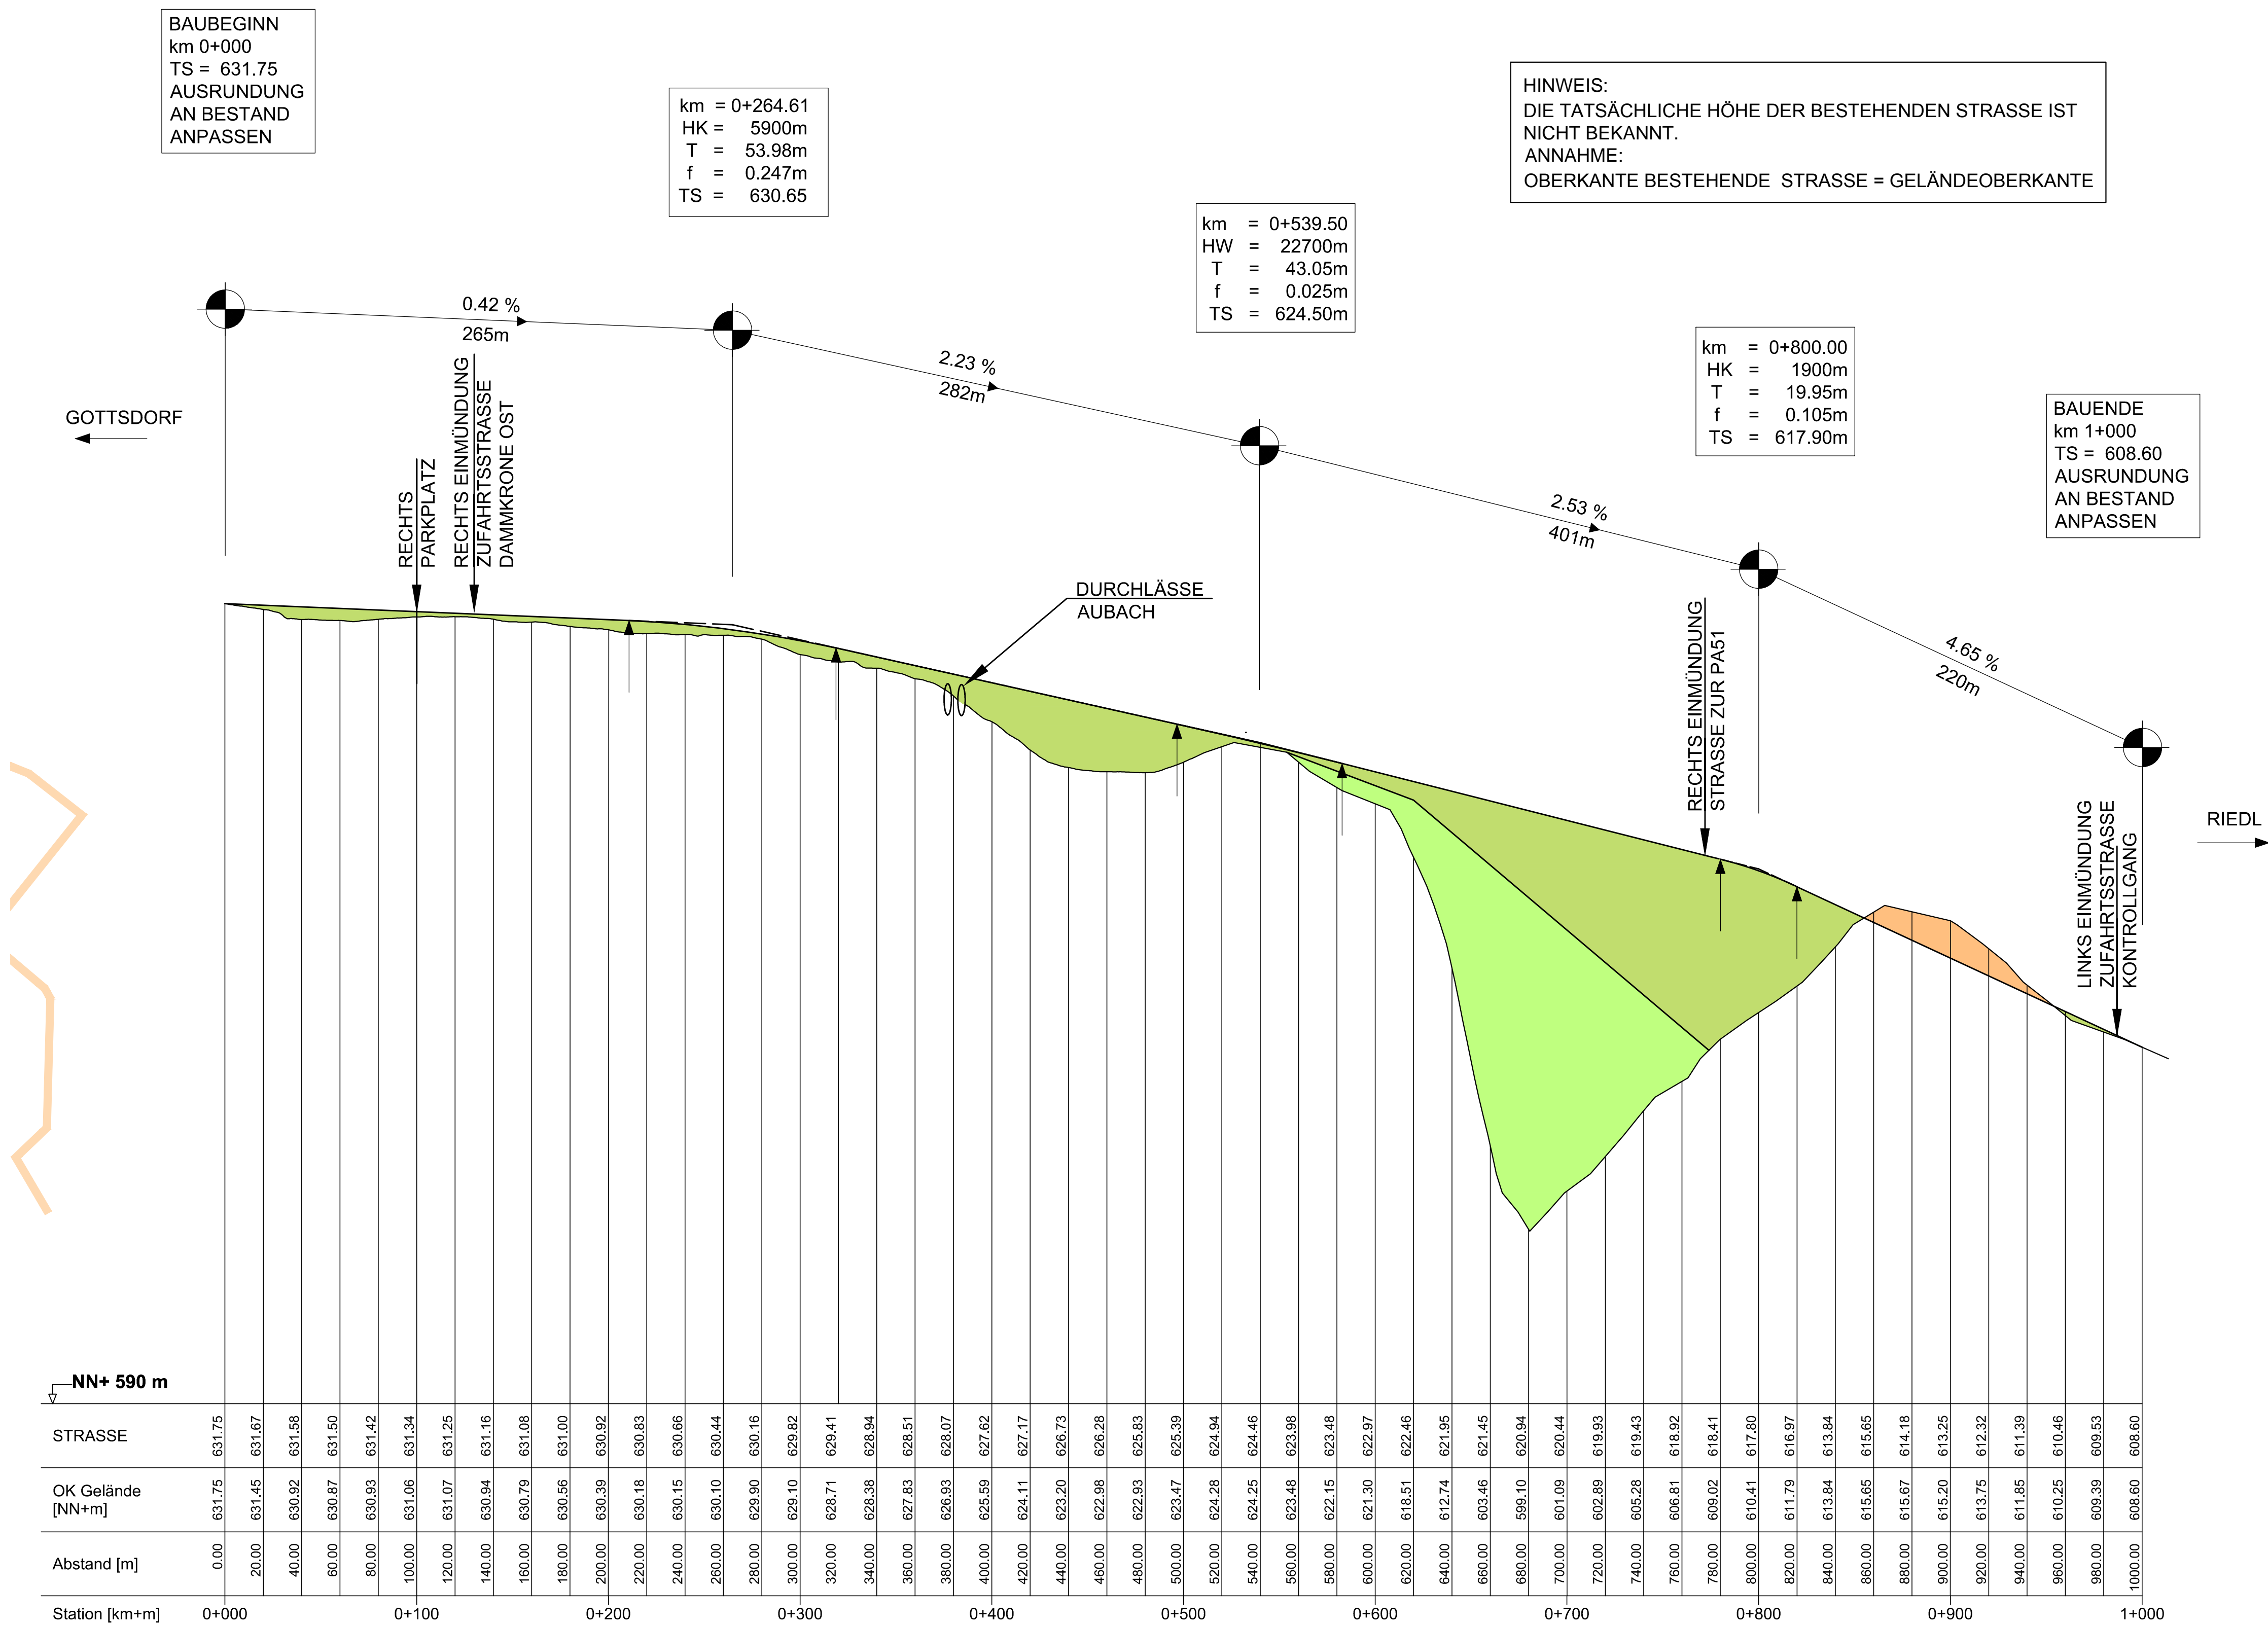 BAUBEGINN
km 0+000
TS = 631.75
AUSRUNDUNG
AN BESTAND
ANPASSEN
km = 0+264.61
HK = 5900m
T = 53.98m
f = 0.247m
TS = 630.65
HINWEIS:
DIE TATSÄCHLICHE HÖHE DER BESTEHENDEN STRASSE IST
NICHT BEKANNT.
ANNAHME:
OBERKANTE BESTEHENDE STRASSE = GELÄNDEOBERKANTE
km = 0+539.50
HW = 22700m
T = 43.05m
f = 0.025m
TS = 624.50m
km = 0+800.00
HK = 1900m
T = 19.95m
f = 0.105m
TS = 617.90m
BAUENDE
km 1+000
TS = 608.60
AUSRUNDUNG
AN BESTAND
ANPASSEN
0.42 %
265m
2.23 %
282m
2.53 %
401m
4.65 %
220m
GOTTSDORF
RIEDL
RECHTS
PARKPLATZ
RECHTS EINMÜNDUNG
ZUFAHRTSSTRASSE
DAMMKRONE OST
DURCHLÄSSE
AUBACH
RECHTS EINMÜNDUNG
STRASSE ZUR PA51
LINKS EINMÜNDUNG
ZUFAHRTSSTRASSE
KONTROLLGANG
NN+ 590 m
STRASSE 631.75 631.67 631.58 631.50 631.42 631.34 631.25 631.16 631.08 631.00 630.92 630.83 630.66 630.44 630.16 629.82 629.41 628.94 628.51 628.07 627.62 627.17 626.73 626.28 625.83 625.39 624.94 624.46 623.98 623.48 622.97 622.46 621.95 621.45 620.94 620.44 619.93 619.43 618.92 618.41 617.80 616.97 613.84 615.65 614.18 613.25 612.32 611.39 610.46 609.53 608.60
OK Gelände
[NN+m] 631.75 631.45 630.92 630.87 630.93 631.06 631.07 630.94 630.79 630.56 630.39 630.18 630.15 630.10 629.90 629.10 628.71 628.38 627.83 626.93 625.59 624.11 623.20 622.98 622.93 623.47 624.28 624.25 623.48 622.15 621.30 618.51 612.74 603.46 599.10 601.09 602.89 605.28 606.81 609.02 610.41 611.79 613.84 615.65 615.67 615.20 613.75 611.85 610.25 609.39 608.60
Abstand [m] 0.00 20.00 40.00 60.00 80.00 100.00 120.00 140.00 160.00 180.00 200.00 220.00 240.00 260.00 280.00 300.00 320.00 340.00 360.00 380.00 400.00 420.00 440.00 460.00 480.00 500.00 520.00 540.00 560.00 580.00 600.00 620.00 640.00 660.00 680.00 700.00 720.00 740.00 760.00 780.00 800.00 820.00 840.00 860.00 880.00 900.00 920.00 940.00 960.00 980.00 1000.00
Station [km+m] 0+000 0+100 0+200 0+300 0+400 0+500 0+600 0+700 0+800 0+900 1+000